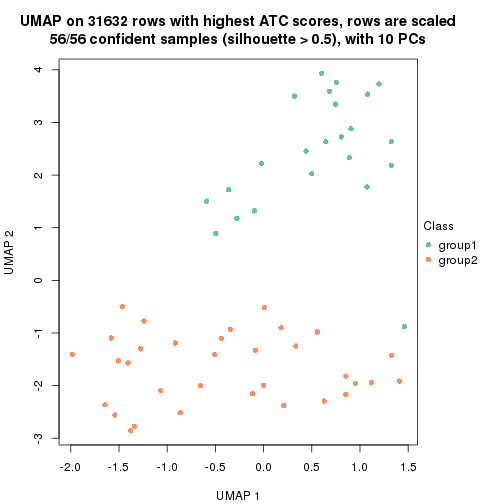 UMAP on 31632 rows with highest ATC scores, rows are scaled
56/56 confident samples (silhouette > 0.5), with 10 PCs
4
3
2
1
0
-1
-2
-3
UMAP 2
-2.0 -1.5 -1.0 -0.5 0.0 0.5 1.0 1.5
UMAP 1
Class
group1
group2